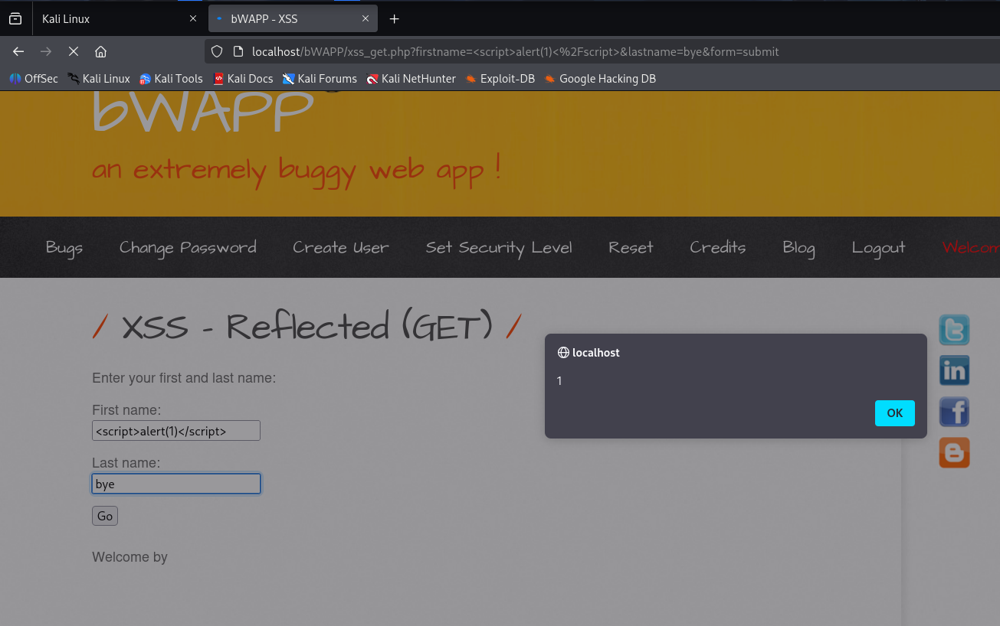 Kali Linux
bWAPP - XSS
localhost/bWAPP/xss_get.php?firstname=<script>alert(1)<%2Fscript>&lastname=bye&form=submit
OffSec Kali Linux Kali Tools Kali Docs Kali Forums Kali NetHunter Exploit-DB Google Hacking DB
bWAPP
an extremely buggy web app !
Bugs Change Password Create User Set Security Level Reset Credits Blog Logout Welcom
/ XSS - Reflected (GET) /
localhost
1
OK
Enter your first and last name:
First name:
<script>alert(1)</script>
Last name:
bye
Go
Welcome by